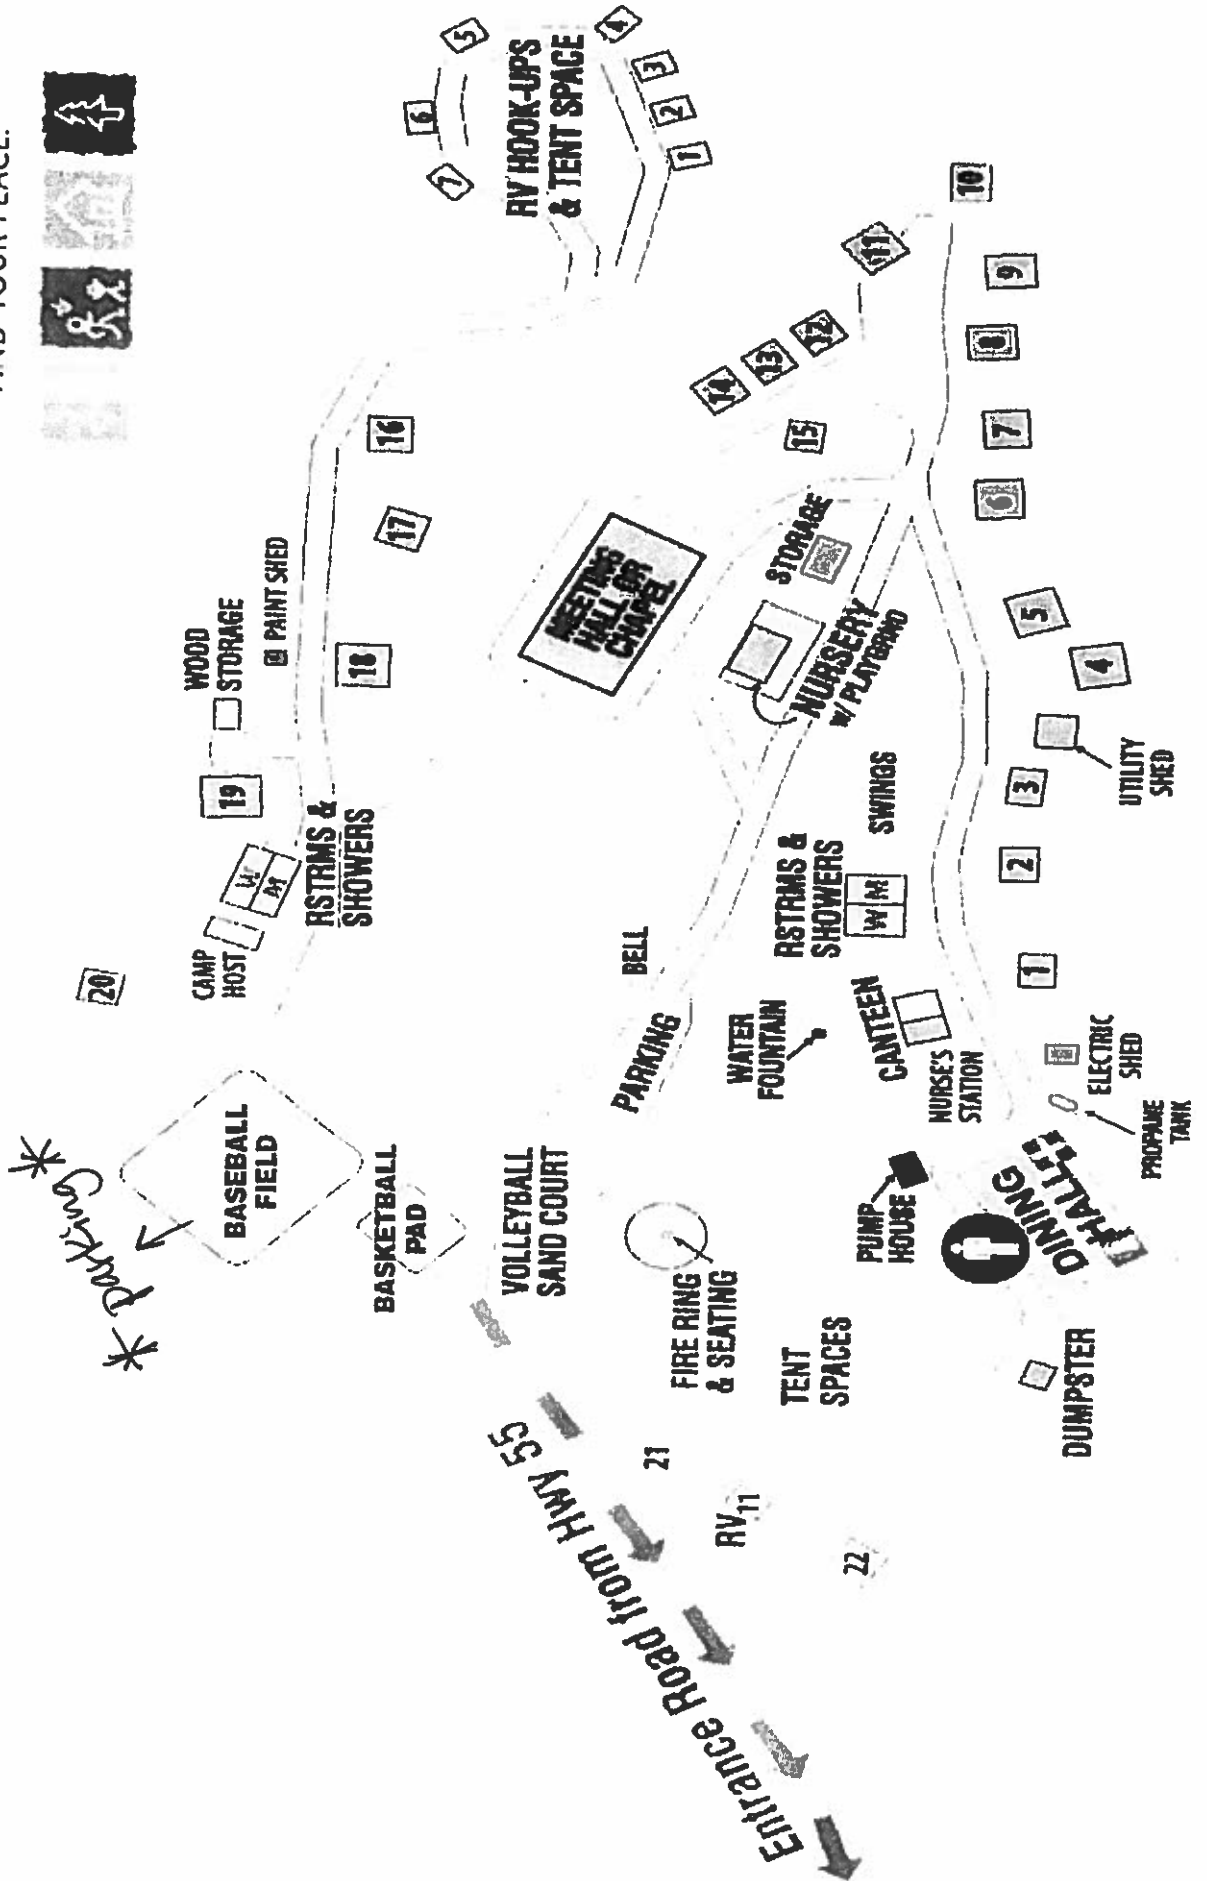 YOUR PLACE.
* Parking *
20
19
WOOD
STORAGE
CAMP
HOST
W
M
@ PAINT SHED
BASEBALL
FIELD
RSTRMS &
SHOWERS
18
17
16
BASKETBALL
PAD
7
6
5
VOLLEYBALL
SAND COURT
RV HOOK-UPS
& TENT SPACE
Entrance Road from Hwy 55
MEETING
HALL OR
CHAPEL
4
3
2
1
BELL
PARKING
21
FIRE RING
& SEATING
RV 11
WATER
FOUNTAIN
14
13
12
11
15
STORAGE
NURSERY
W/ PLAYGRND
TENT
SPACES
RSTRMS &
SHOWERS
W M
SWINGS
22
PUMP
HOUSE
CANTEEN
NURSE'S
STATION
10
9
8
7
6
5
4
3
2
1
DINING
HALL
DUMPSTER
ELECTRIC
SHED
PROPANE
TANK
UTILITY
SHED